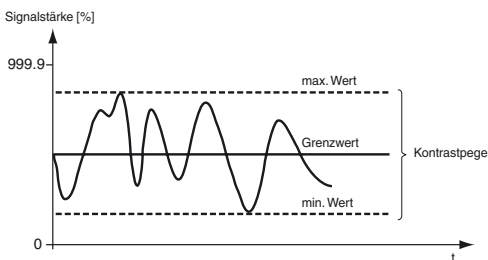 Signalstärke [%]
999.9
max. Wert
Grenzwert
Kontrastpege
min. Wert
0
t